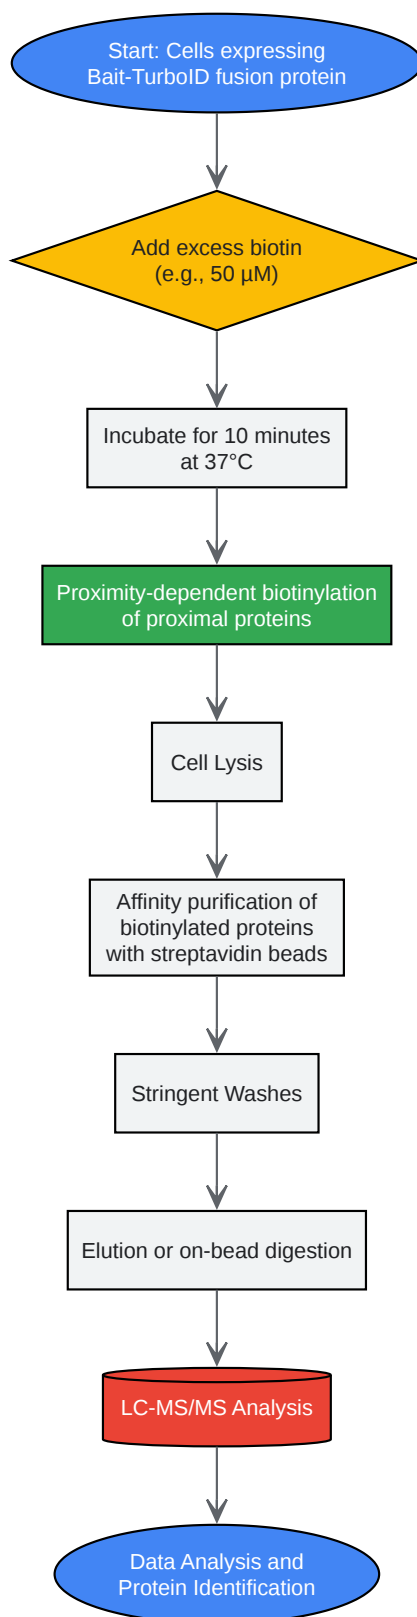 Start: Cells expressing
Bait-TurboID fusion protein
Add excess biotin
(e.g., 50 µM)
Incubate for 10 minutes
at 37°C
Proximity-dependent biotinylation
of proximal proteins
Cell Lysis
Affinity purification of
biotinylated proteins
with streptavidin beads
Stringent Washes
Elution or on-bead digestion
LC-MS/MS Analysis
Data Analysis and
Protein Identification